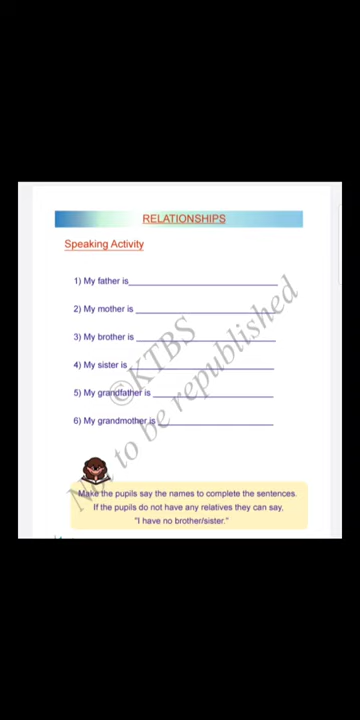 RELATIONSHIPS
Speaking Activity
1) My father is
2) My mother is
3) My brother is
4) My sister is
5) My grandfather is
6) My grandmother is
©KTBS
Not to be republished
Make the pupils say the names to complete the sentences.
If the pupils do not have any relatives they can say,
"I have no brother/sister."